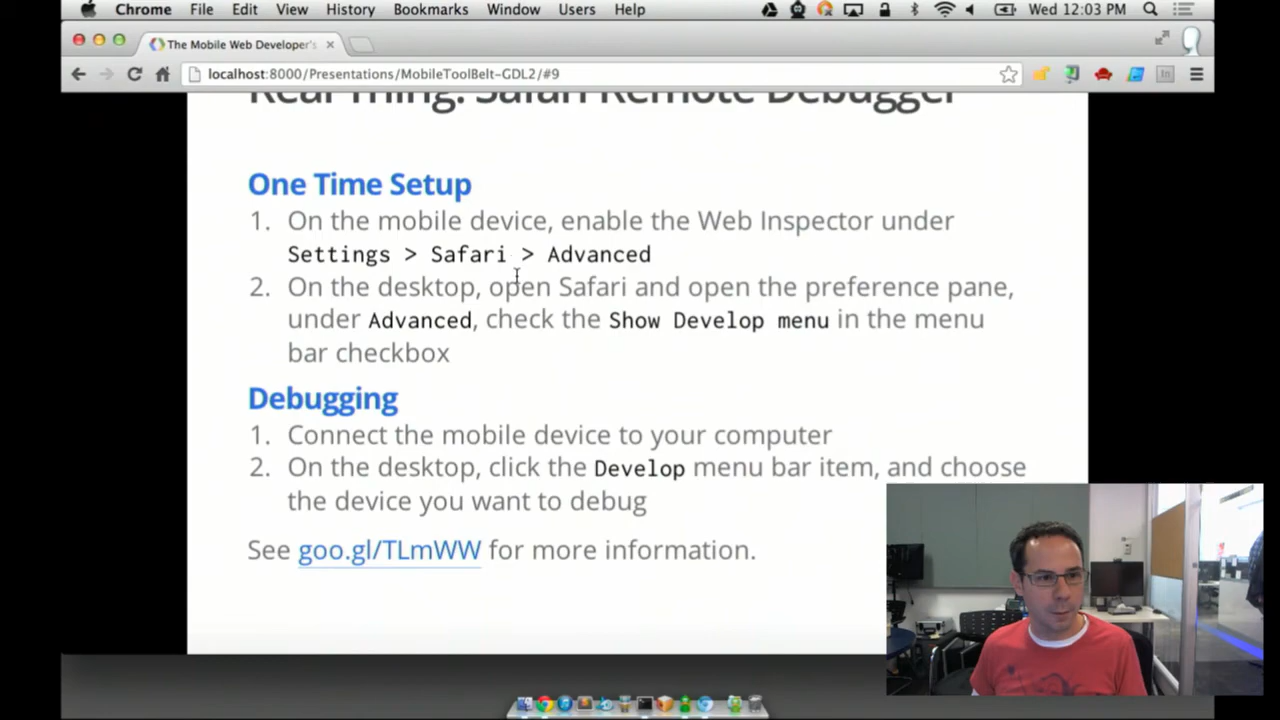 Chrome File Edit View History Bookmarks Window Users Help Wed 12:03 PM
The Mobile Web Developer's
localhost:8000/Presentations/MobileToolBelt-GDL2/#9
Real Thing: Safari Remote Debugger
One Time Setup
1. On the mobile device, enable the Web Inspector under
Settings > Safari > Advanced
2. On the desktop, open Safari and open the preference pane,
under Advanced, check the Show Develop menu in the menu
bar checkbox
Debugging
1. Connect the mobile device to your computer
2. On the desktop, click the Develop menu bar item, and choose
the device you want to debug
See goo.gl/TLmWW for more information.